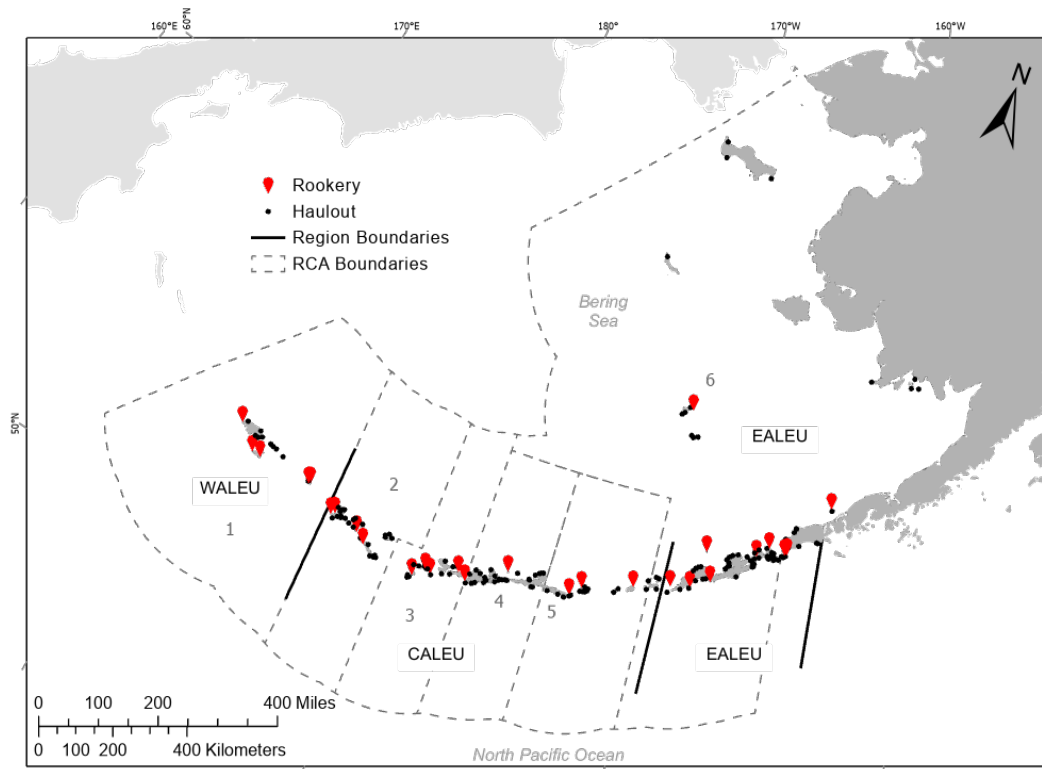 160°E
60°N
170°E
180°
170°W
160°W
N
Rookery
Haulout
Region Boundaries
RCA Boundaries
Bering
Sea
6
50°N
EALEU
WALEU
2
1
3
4
5
CALEU
EALEU
0 100 200 400 Miles
0 100 200 400 Kilometers
North Pacific Ocean